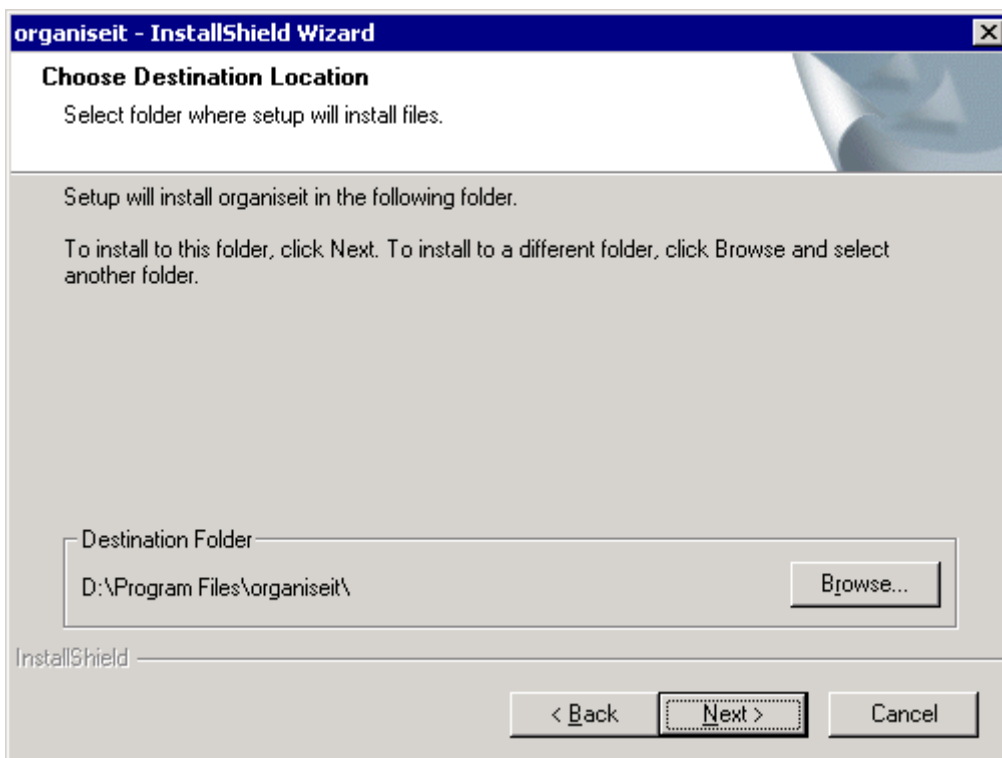 organiseit - InstallShield Wizard
Choose Destination Location
Select folder where setup will install files.
Setup will install organiseit in the following folder.
To install to this folder, click Next. To install to a different folder, click Browse and select
another folder.
Destination Folder
D:\Program Files\organiseit\
Browse...
InstallShield
< Back
Next >
Cancel